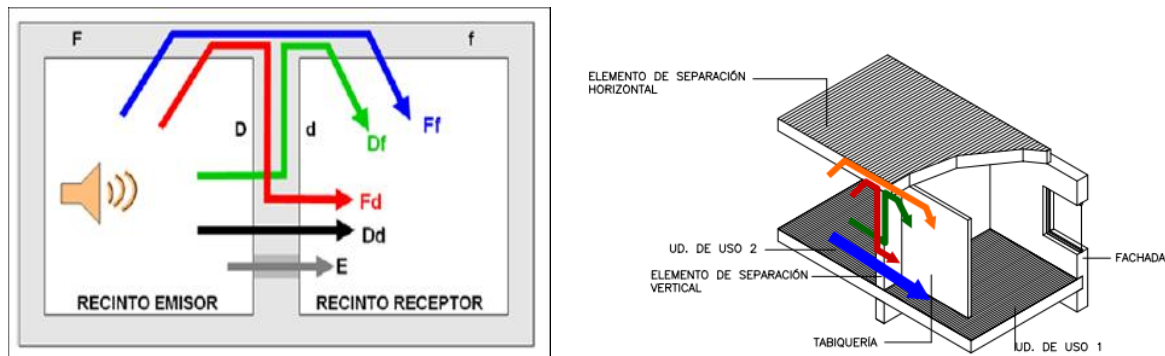 F
f
D
d
Df
Ff
Fd
Dd
E
RECINTO EMISOR
RECINTO RECEPTOR
ELEMENTO DE SEPARACIÓN
HORIZONTAL
UD. DE USO 2
ELEMENTO DE SEPARACIÓN
VERTICAL
TABIQUERÍA
FACHADA
UD. DE USO 1